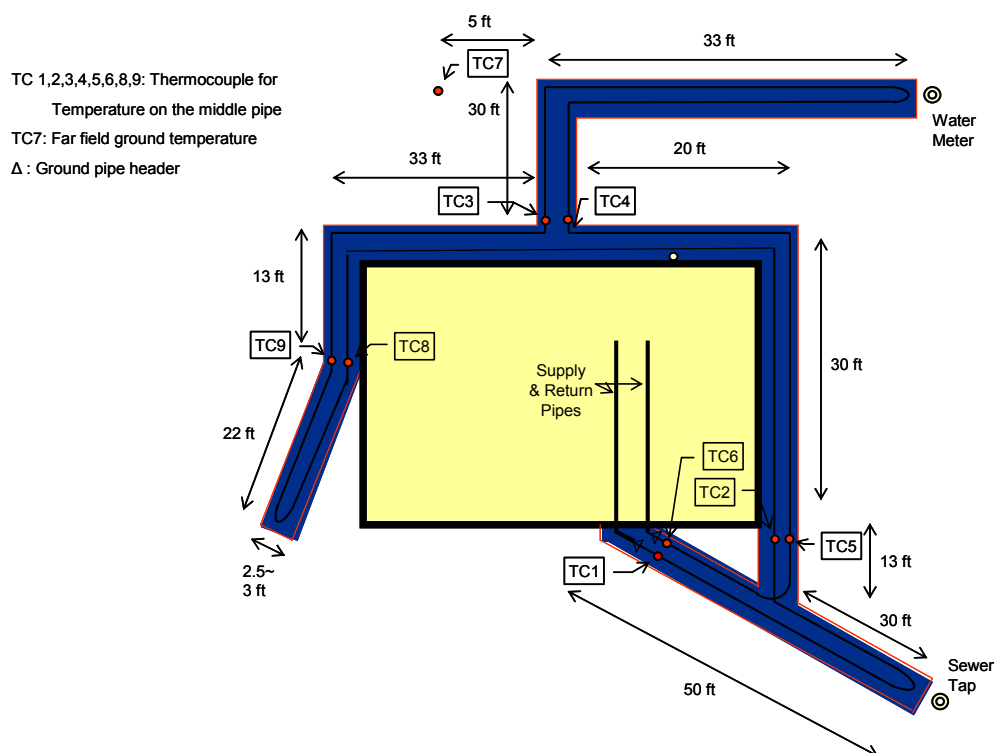 5 ft
33 ft
TC 1,2,3,4,5,6,8,9: Thermocouple for
Temperature on the middle pipe
TC7: Far field ground temperature
Δ : Ground pipe header
TC7
30 ft
Water
Meter
33 ft
20 ft
TC3
TC4
13 ft
TC9
TC8
30 ft
Supply
& Return
Pipes
22 ft
TC6
TC2
TC5
TC1
13 ft
2.5~
3 ft
30 ft
50 ft
Sewer
Tap